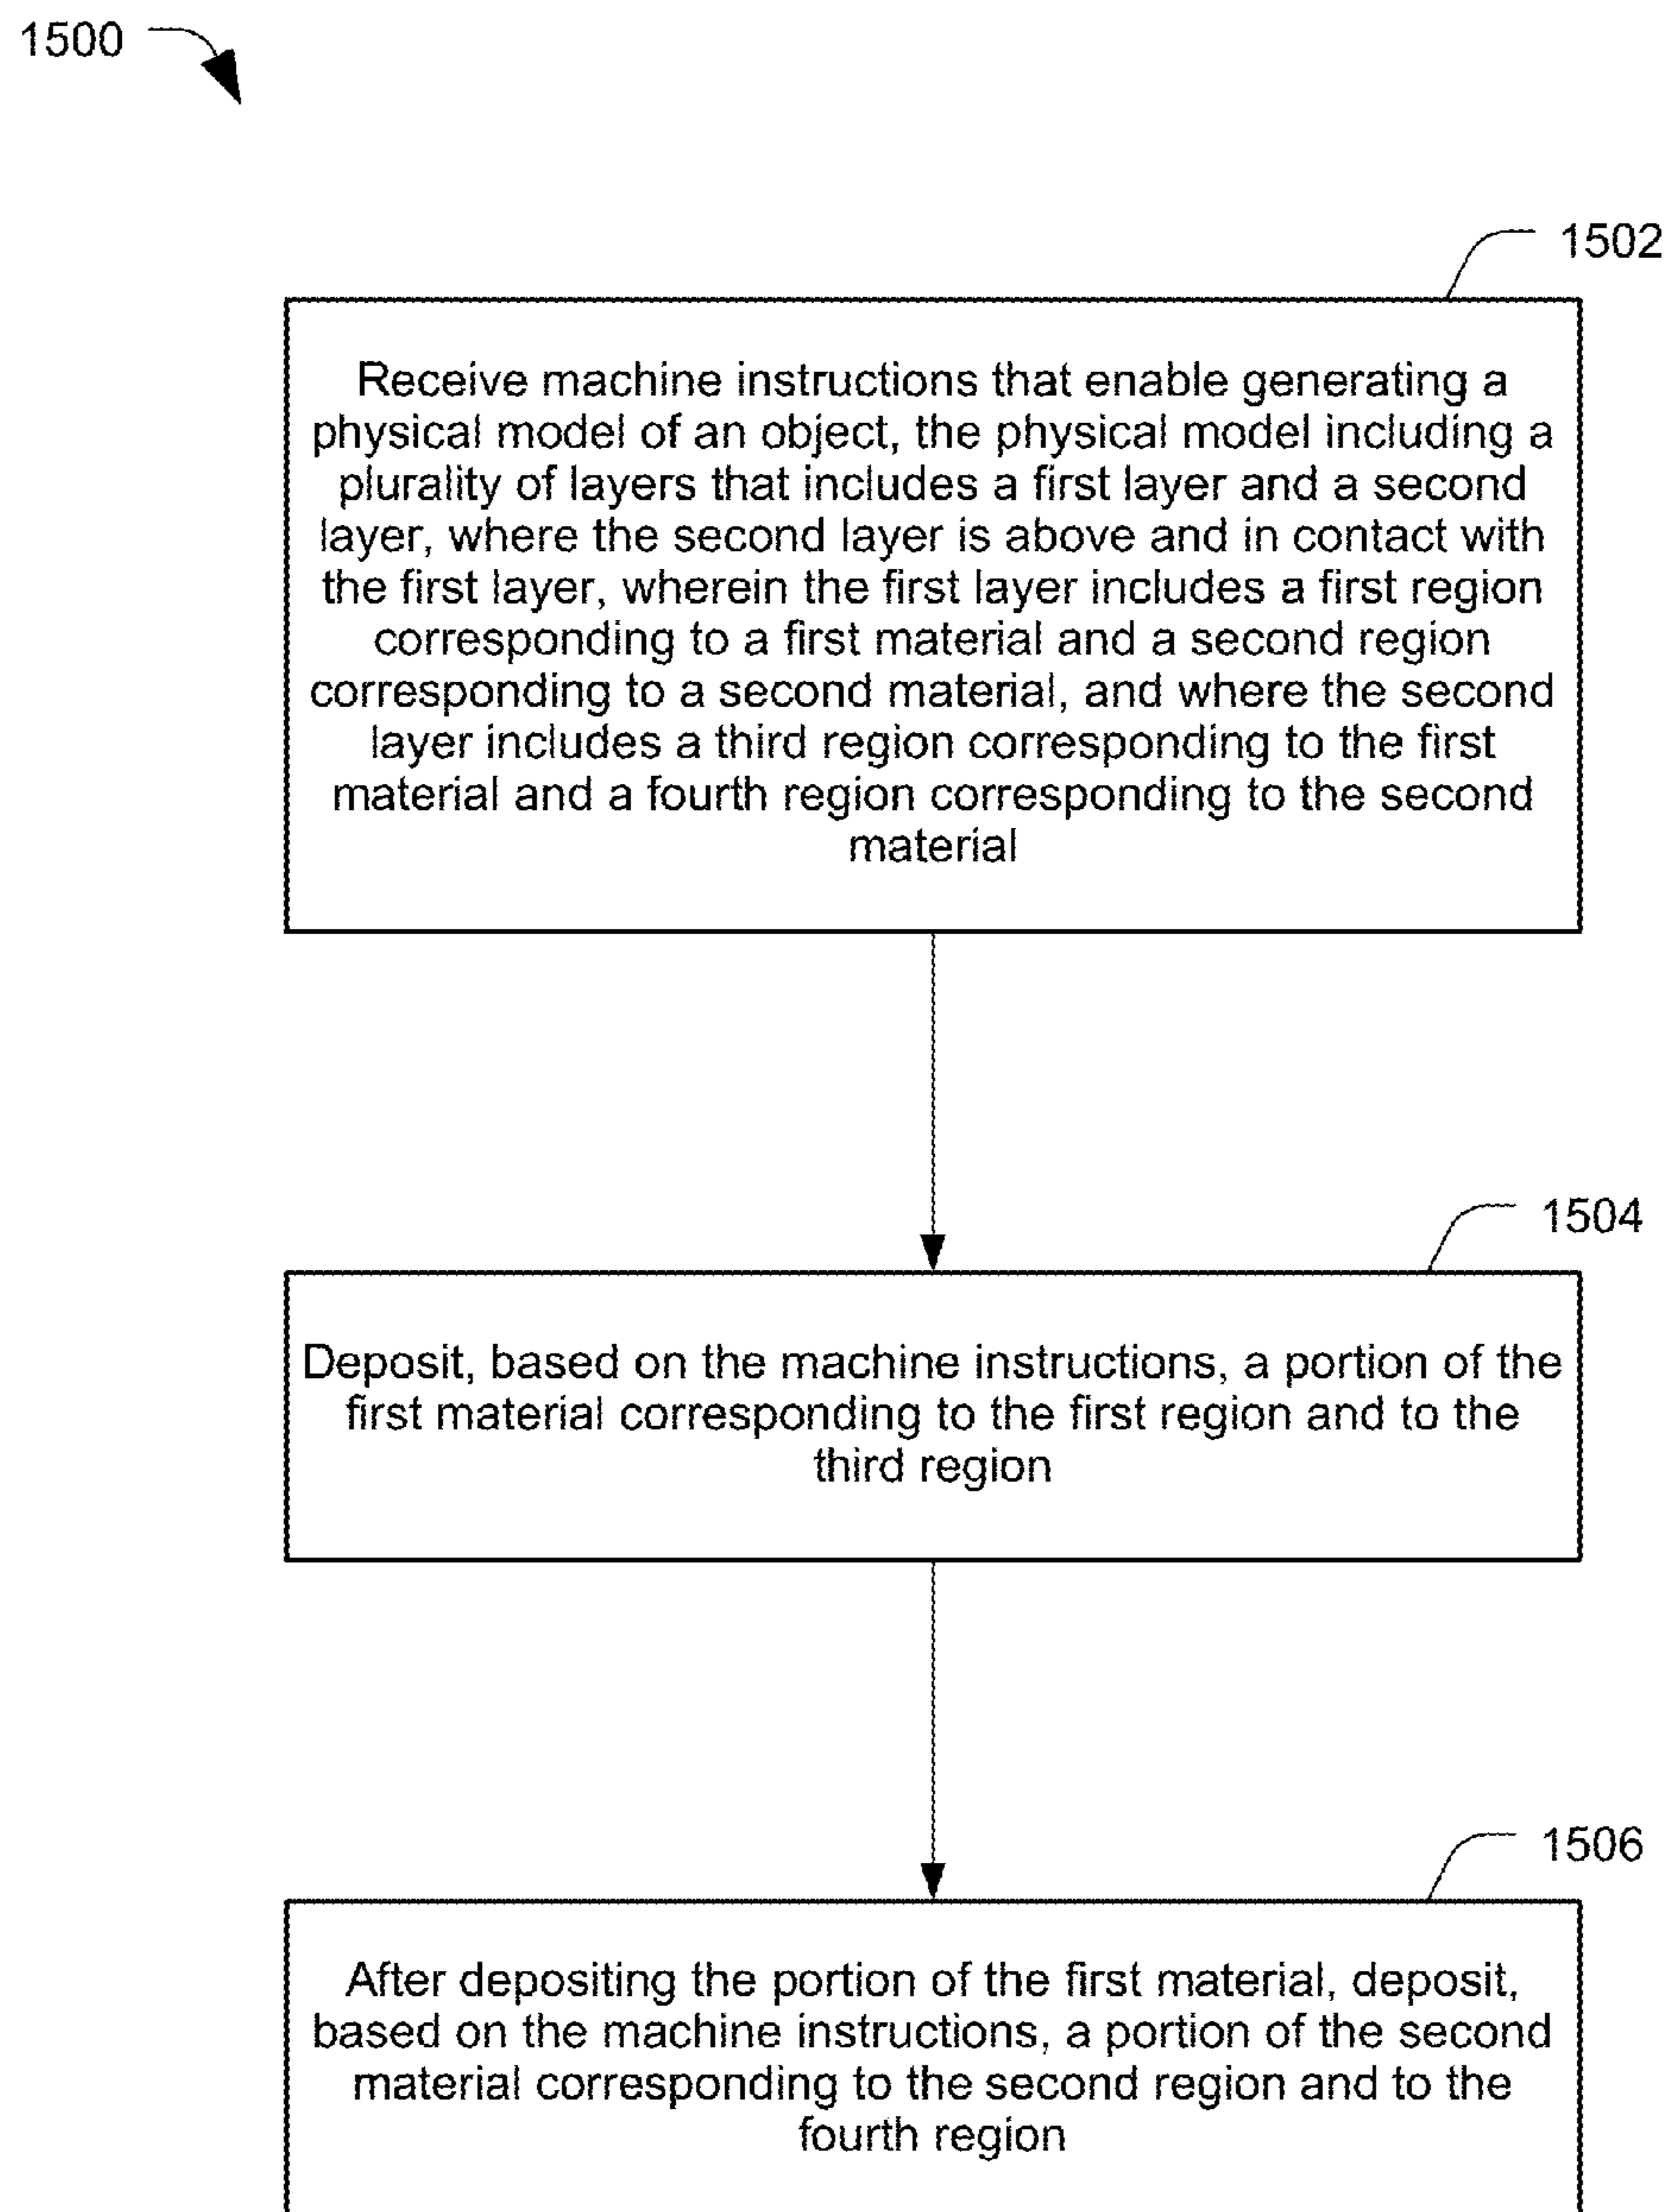 1500
1502
Receive machine instructions that enable generating a
physical model of an object, the physical model including a
plurality of layers that includes a first layer and a second
layer, where the second layer is above and in contact with
the first layer, wherein the first layer includes a first region
corresponding to a first material and a second region
corresponding to a second material, and where the second
layer includes a third region corresponding to the first
material and a fourth region corresponding to the second
material
1504
Deposit, based on the machine instructions, a portion of the
first material corresponding to the first region and to the
third region
1506
After depositing the portion of the first material, deposit,
based on the machine instructions, a portion of the second
material corresponding to the second region and to the
fourth region